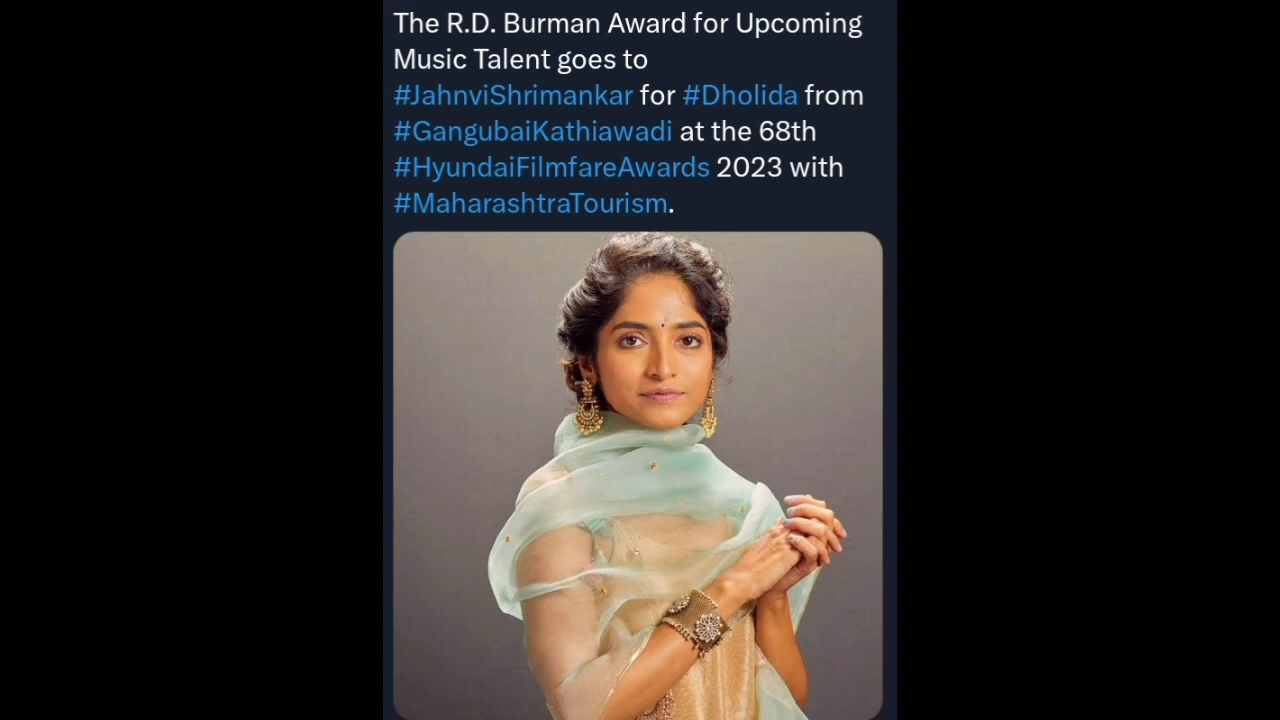 The R.D. Burman Award for Upcoming
Music Talent goes to
#JahnviShrimankar for #Dholida from
#GangubaiKathiawadi at the 68th
#HyundaiFilmfareAwards 2023 with
#MaharashtraTourism.